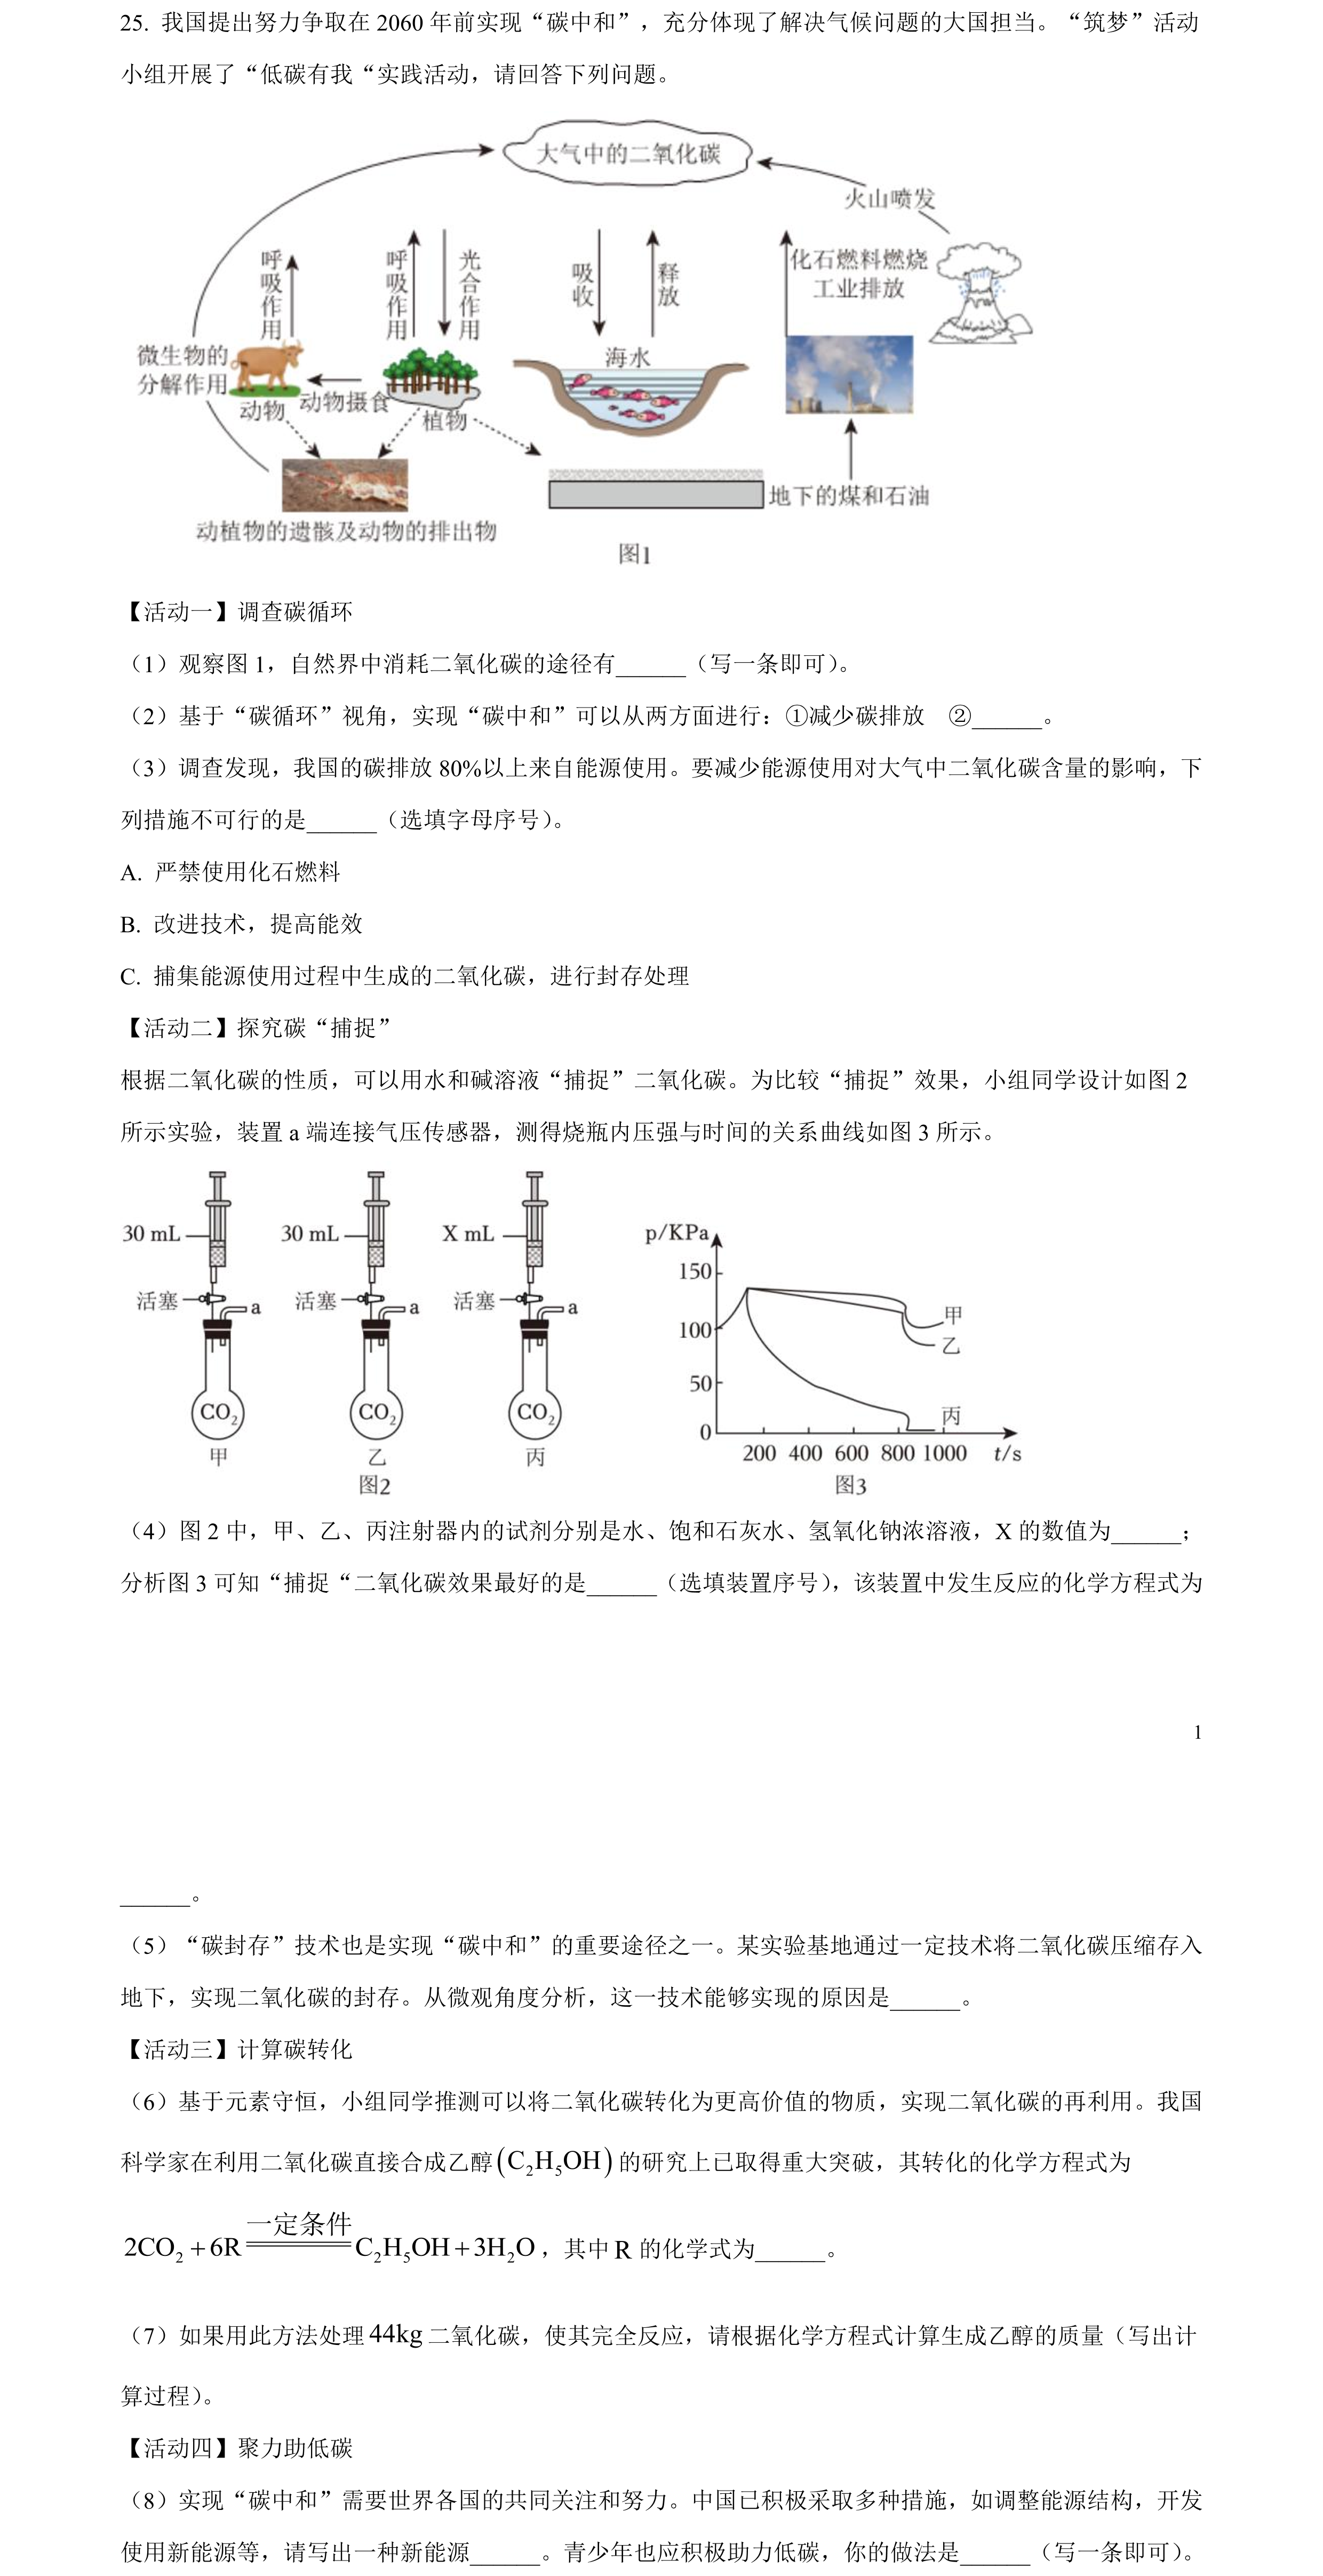 25. 我国提出努力争取在 2060 年前实现“碳中和”，充分体现了解决气候问题的大国担当。“筑梦”活动
小组开展了“低碳有我“实践活动，请回答下列问题。
大气中的二氧化碳
火山喷发
呼吸作用
呼吸作用
光合作用
吸收
释放
化石燃料燃烧
工业排放
微生物的
分解作用
海水
动物
动物摄食
植物
地下的煤和石油
动植物的遗骸及动物的排出物
图1
【活动一】调查碳循环
（1）观察图 1，自然界中消耗二氧化碳的途径有______（写一条即可）。
（2）基于“碳循环”视角，实现“碳中和”可以从两方面进行：①减少碳排放 ②______。
（3）调查发现，我国的碳排放 80%以上来自能源使用。要减少能源使用对大气中二氧化碳含量的影响，下
列措施不可行的是______（选填字母序号）。
A. 严禁使用化石燃料
B. 改进技术，提高能效
C. 捕集能源使用过程中生成的二氧化碳，进行封存处理
【活动二】探究碳“捕捉”
根据二氧化碳的性质，可以用水和碱溶液“捕捉”二氧化碳。为比较“捕捉”效果，小组同学设计如图 2
所示实验，装置 a 端连接气压传感器，测得烧瓶内压强与时间的关系曲线如图 3 所示。
30 mL 30 mL X mL
活塞 a 活塞 a 活塞 a
CO₂ CO₂ CO₂
甲 乙 丙
图2
p/KPa
150
100
50
0
甲
乙
丙
200 400 600 800 1000 t/s
图3
（4）图 2 中，甲、乙、丙注射器内的试剂分别是水、饱和石灰水、氢氧化钠浓溶液，X 的数值为______；
分析图 3 可知“捕捉“二氧化碳效果最好的是______（选填装置序号），该装置中发生反应的化学方程式为
1
______。
（5）“碳封存”技术也是实现“碳中和”的重要途径之一。某实验基地通过一定技术将二氧化碳压缩存入
地下，实现二氧化碳的封存。从微观角度分析，这一技术能够实现的原因是______。
【活动三】计算碳转化
（6）基于元素守恒，小组同学推测可以将二氧化碳转化为更高价值的物质，实现二氧化碳的再利用。我国
科学家在利用二氧化碳直接合成乙醇(C₂H₅OH)的研究上已取得重大突破，其转化的化学方程式为
2CO₂+6R 一定条件 ═══ C₂H₅OH+3H₂O，其中 R 的化学式为______。
（7）如果用此方法处理 44kg 二氧化碳，使其完全反应，请根据化学方程式计算生成乙醇的质量（写出计
算过程）。
【活动四】聚力助低碳
（8）实现“碳中和”需要世界各国的共同关注和努力。中国已积极采取多种措施，如调整能源结构，开发
使用新能源等，请写出一种新能源______。青少年也应积极助力低碳，你的做法是______（写一条即可）。